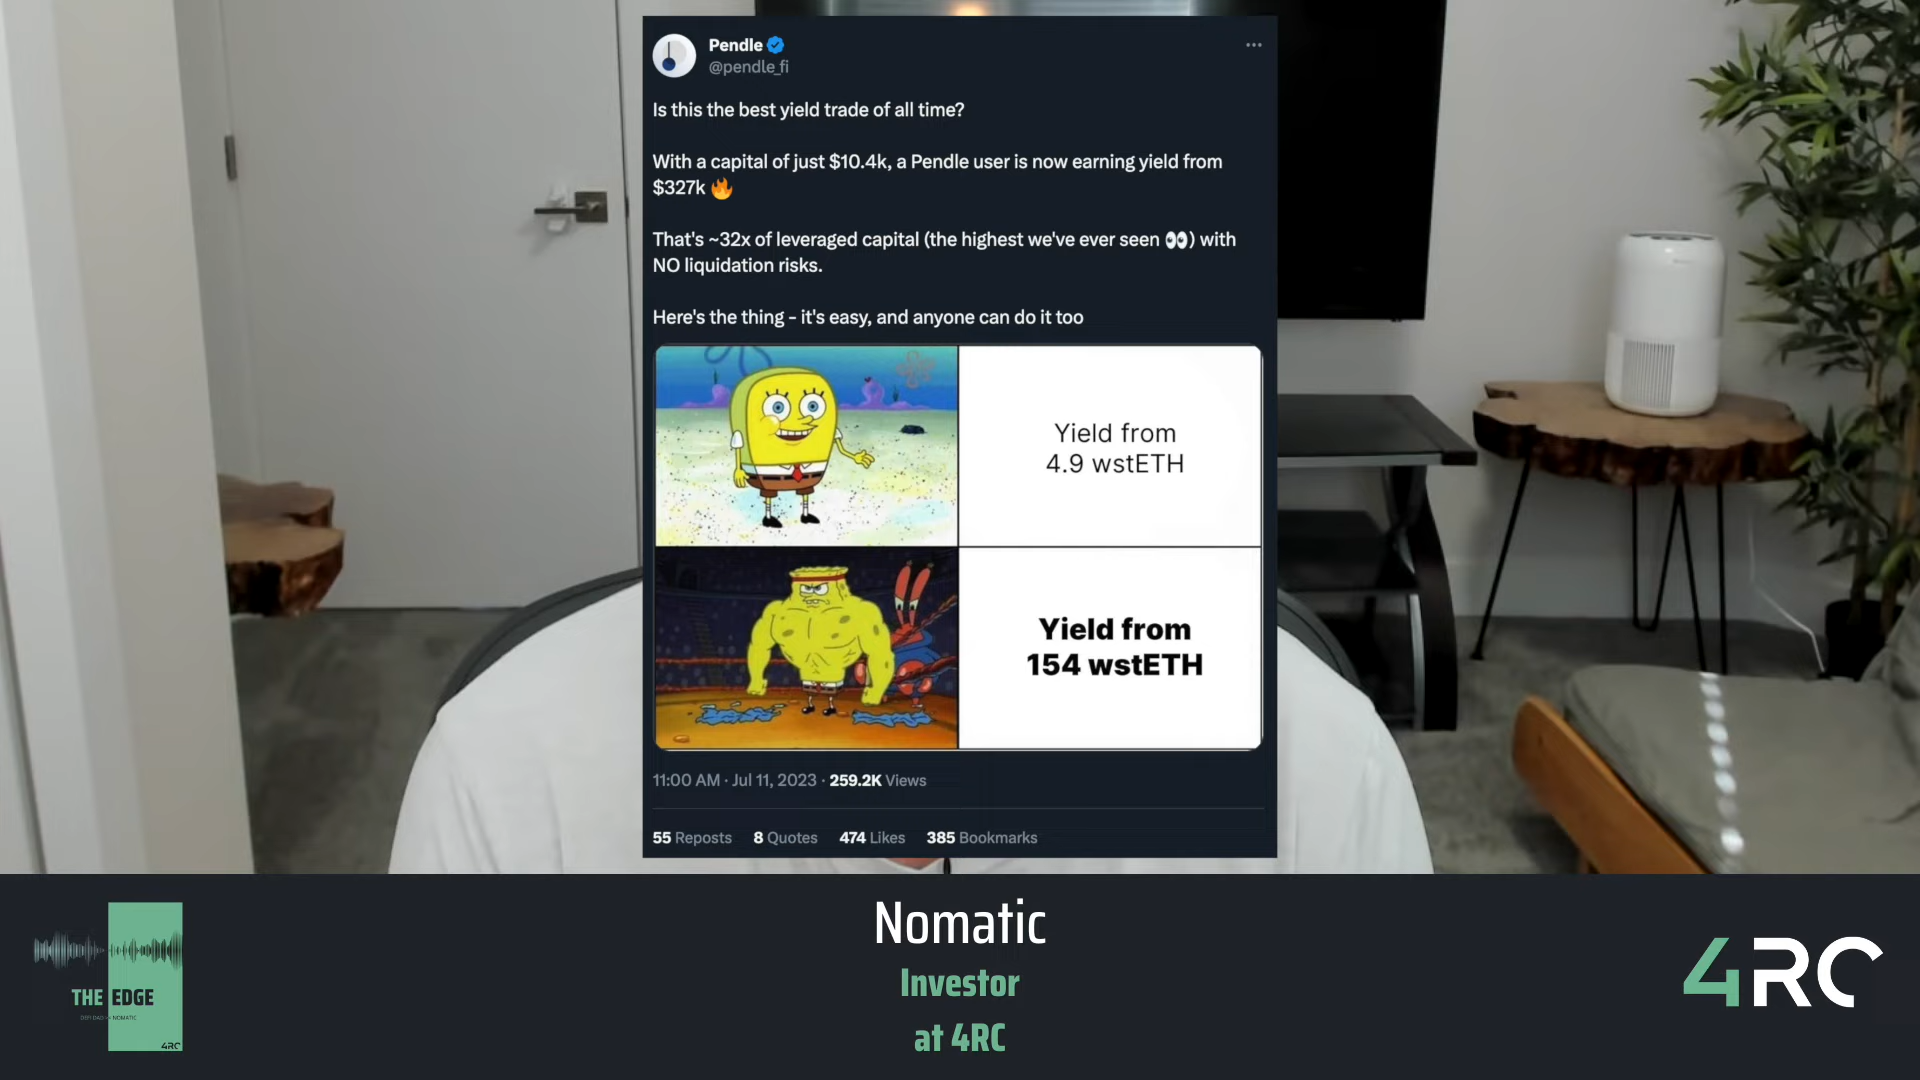 Pendle
@pendle_fi
Is this the best yield trade of all time?
With a capital of just $10.4k, a Pendle user is now earning yield from
$327k 🔥
That's ~32x of leveraged capital (the highest we've ever seen 👀) with
NO liquidation risks.
Here's the thing - it's easy, and anyone can do it too
Yield from
4.9 wstETH
Yield from
154 wstETH
11:00 AM · Jul 11, 2023 · 259.2K Views
55 Reposts 8 Quotes 474 Likes 385 Bookmarks
Nomatic
Investor
at 4RC
THE EDGE
4RC
4RC